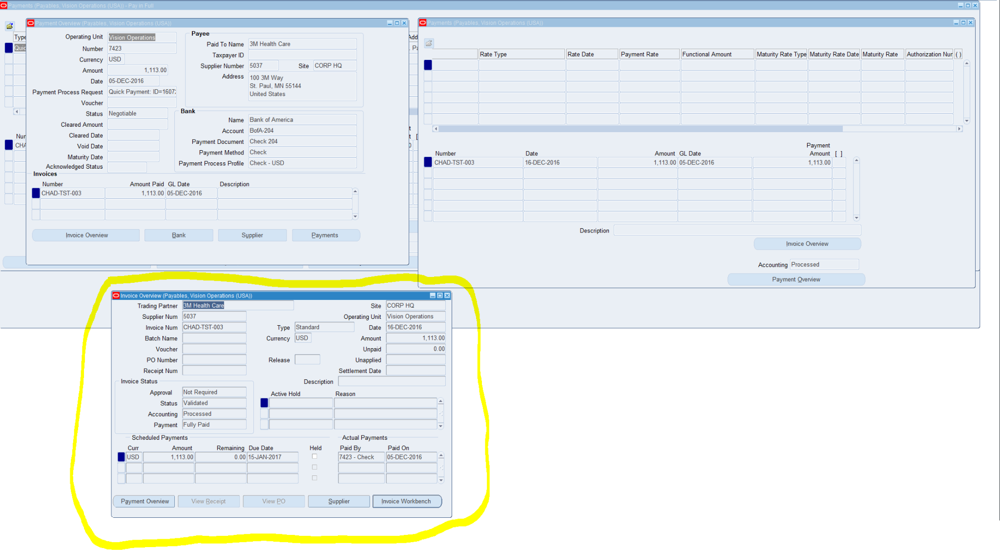 Payments (Payables, Vision Operations (USA)) - Pay in Full
Type
Quic
Num
CHA
Add
Pa
Payment Overview (Payables, Vision Operations (USA))
Operating Unit Vision Operations
Number 7423
Currency USD
Amount 1,113.00
Date 05-DEC-2016
Payment Process Request Quick Payment: ID=1607
Voucher
Status Negotiable
Cleared Amount
Cleared Date
Void Date
Maturity Date
Acknowledged Status
Payee
Paid To Name 3M Health Care
Taxpayer ID
Supplier Number 5037 Site CORP HQ
Address 100 3M Way
St. Paul, MN 55144
United States
Bank
Name Bank of America
Account BofA-204
Payment Document Check 204
Payment Method Check
Payment Process Profile Check - USD
Invoices
Number Amount Paid GL Date Description
CHAD-TST-003 1,113.00 05-DEC-2016
Invoice Overview Bank Supplier Payments
Payments (Payables, Vision Operations (USA))
Rate Type Rate Date Payment Rate Functional Amount Maturity Rate Type Maturity Rate Date Maturity Rate Authorization Nur ( )
Payment
Number Date Amount GL Date Amount [ ]
CHAD-TST-003 16-DEC-2016 1,113.00 05-DEC-2016 1,113.00
Description
Invoice Overview
Accounting Processed
Payment Overview
Invoice Overview (Payables, Vision Operations (USA))
Trading Partner 3M Health Care Site CORP HQ
Supplier Num 5037 Operating Unit Vision Operations
Invoice Num CHAD-TST-003 Type Standard Date 16-DEC-2016
Batch Name Currency USD Amount 1,113.00
Voucher Unpaid 0.00
PO Number Release Unapplied
Receipt Num Settlement Date
Invoice Status Description
Approval Not Required Active Hold Reason
Status Validated
Accounting Processed
Payment Fully Paid
Scheduled Payments Actual Payments
Curr Amount Remaining Due Date Held Paid By Paid On
USD 1,113.00 0.00 15-JAN-2017 7423 - Check 05-DEC-2016
Payment Overview View Receipt View PO Supplier Invoice Workbench